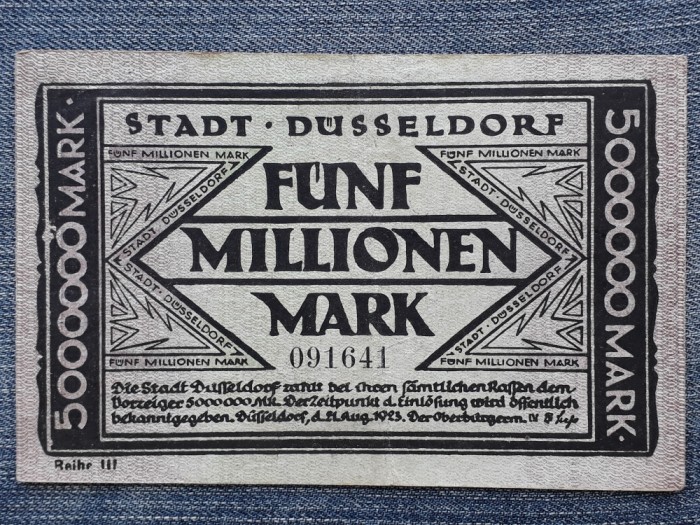 STADT · DÜSSELDORF
5000000 MARK ·
5000000 MARK ·
FÜNF MILLIONEN MARK
FÜNF MILLIONEN MARK
STADT · DÜSSELDORF
STADT · DÜSSELDORF
FÜNF
MILLIONEN
MARK
STADT · DÜSSELDORF
STADT · DÜSSELDORF
FÜNF MILLIONEN MARK
FÜNF MILLIONEN MARK
091641
Die Stadt Düsseldorf zahlt bei ihren sämtlichen Kassen dem
Vorzeiger 5000000 Mk. Der Zeitpunkt d. Einlösung wird öffentlich
bekanntgegeben. Düsseldorf, d. 21. Aug. 1923. Der Oberbürgerm.
Reihe III